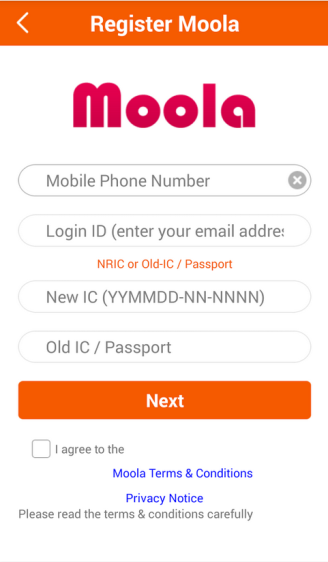 Register Moola
Moola
Mobile Phone Number
Login ID (enter your email addre
NRIC or Old-IC / Passport
New IC (YYMMDD-NN-NNNN)
Old IC / Passport
Next
I agree to the
Moola Terms & Conditions
Privacy Notice
Please read the terms & conditions carefully